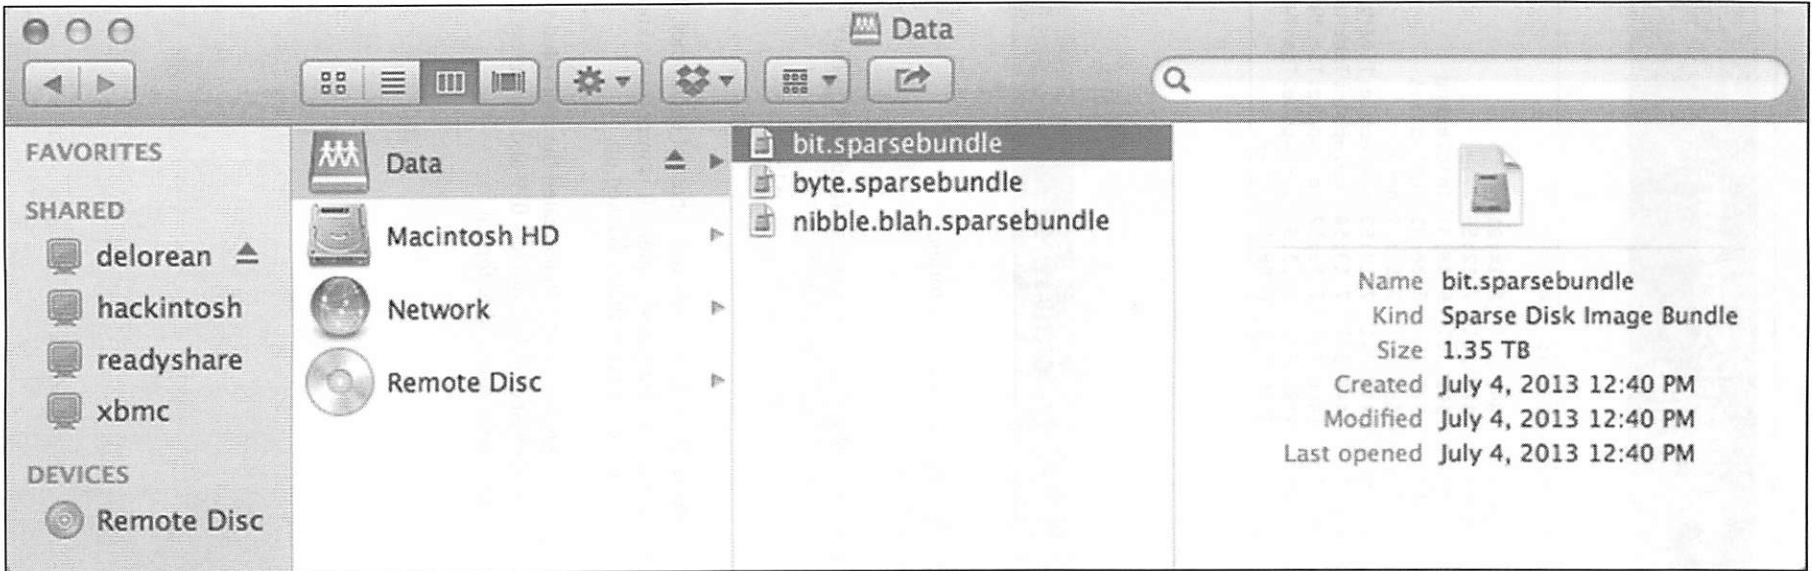 Data
FAVORITES
SHARED
delorean
hackintosh
readyshare
xbmc
DEVICES
Remote Disc
Data
Macintosh HD
Network
Remote Disc
bit.sparsebundle
byte.sparsebundle
nibble.blah.sparsebundle
Name bit.sparsebundle
Kind Sparse Disk Image Bundle
Size 1.35 TB
Created July 4, 2013 12:40 PM
Modified July 4, 2013 12:40 PM
Last opened July 4, 2013 12:40 PM